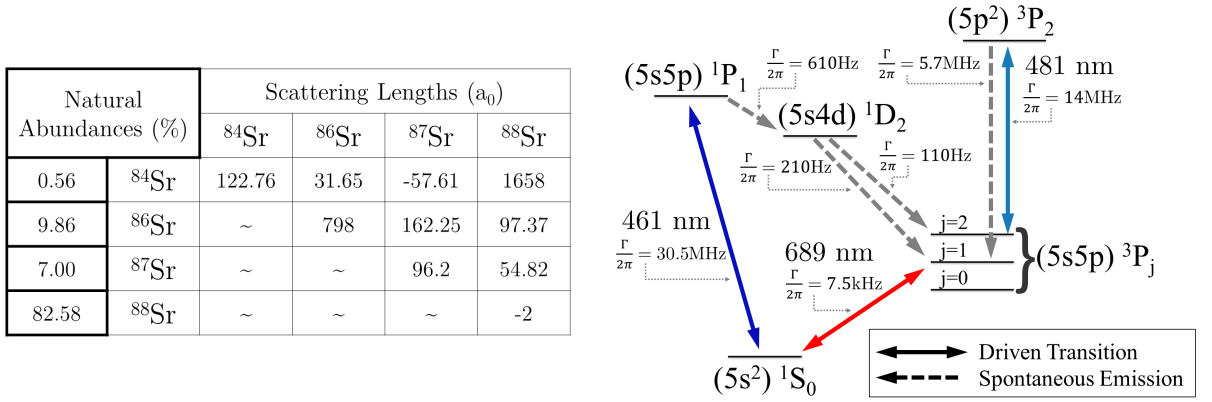 Natural
Abundances (%)
Scattering Lengths (a₀)
⁸⁴Sr ⁸⁶Sr ⁸⁷Sr ⁸⁸Sr
0.56 ⁸⁴Sr 122.76 31.65 -57.61 1658
9.86 ⁸⁶Sr ~ 798 162.25 97.37
7.00 ⁸⁷Sr ~ ~ 96.2 54.82
82.58 ⁸⁸Sr ~ ~ ~ -2
(5p²) ³P₂
(5s5p) ¹P₁
Γ/2π = 610Hz
Γ/2π = 5.7MHz
481 nm
Γ/2π = 14MHz
(5s4d) ¹D₂
Γ/2π = 210Hz
Γ/2π = 110Hz
461 nm
Γ/2π = 30.5MHz
689 nm
Γ/2π = 7.5kHz
j=2
j=1
j=0
(5s5p) ³Pⱼ
(5s²) ¹S₀
Driven Transition
Spontaneous Emission